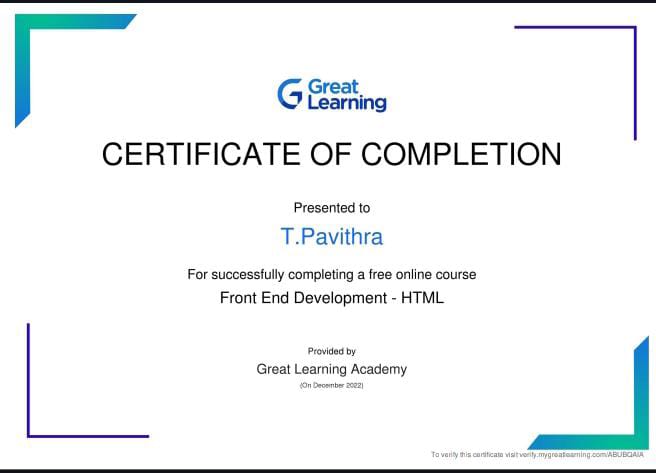 Great
Learning
CERTIFICATE OF COMPLETION
Presented to
T.Pavithra
For successfully completing a free online course
Front End Development - HTML
Provided by
Great Learning Academy
(On December 2022)
To verify this certificate visit verify.mygreatlearning.com/ABUBQAIA